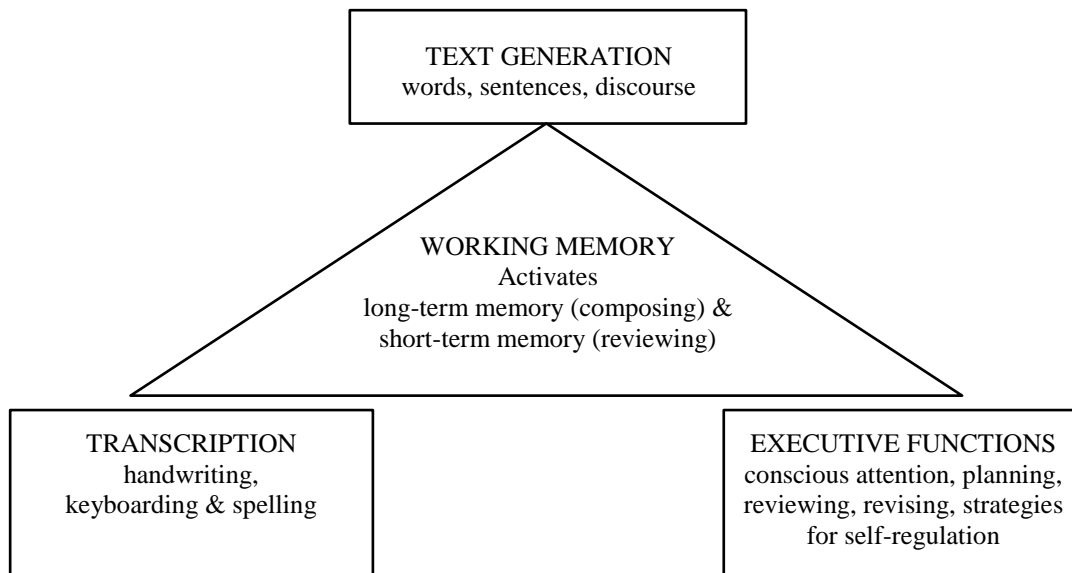 TEXT GENERATION
words, sentences, discourse
WORKING MEMORY
Activates
long-term memory (composing) &
short-term memory (reviewing)
TRANSCRIPTION
handwriting,
keyboarding & spelling
EXECUTIVE FUNCTIONS
conscious attention, planning,
reviewing, revising, strategies
for self-regulation